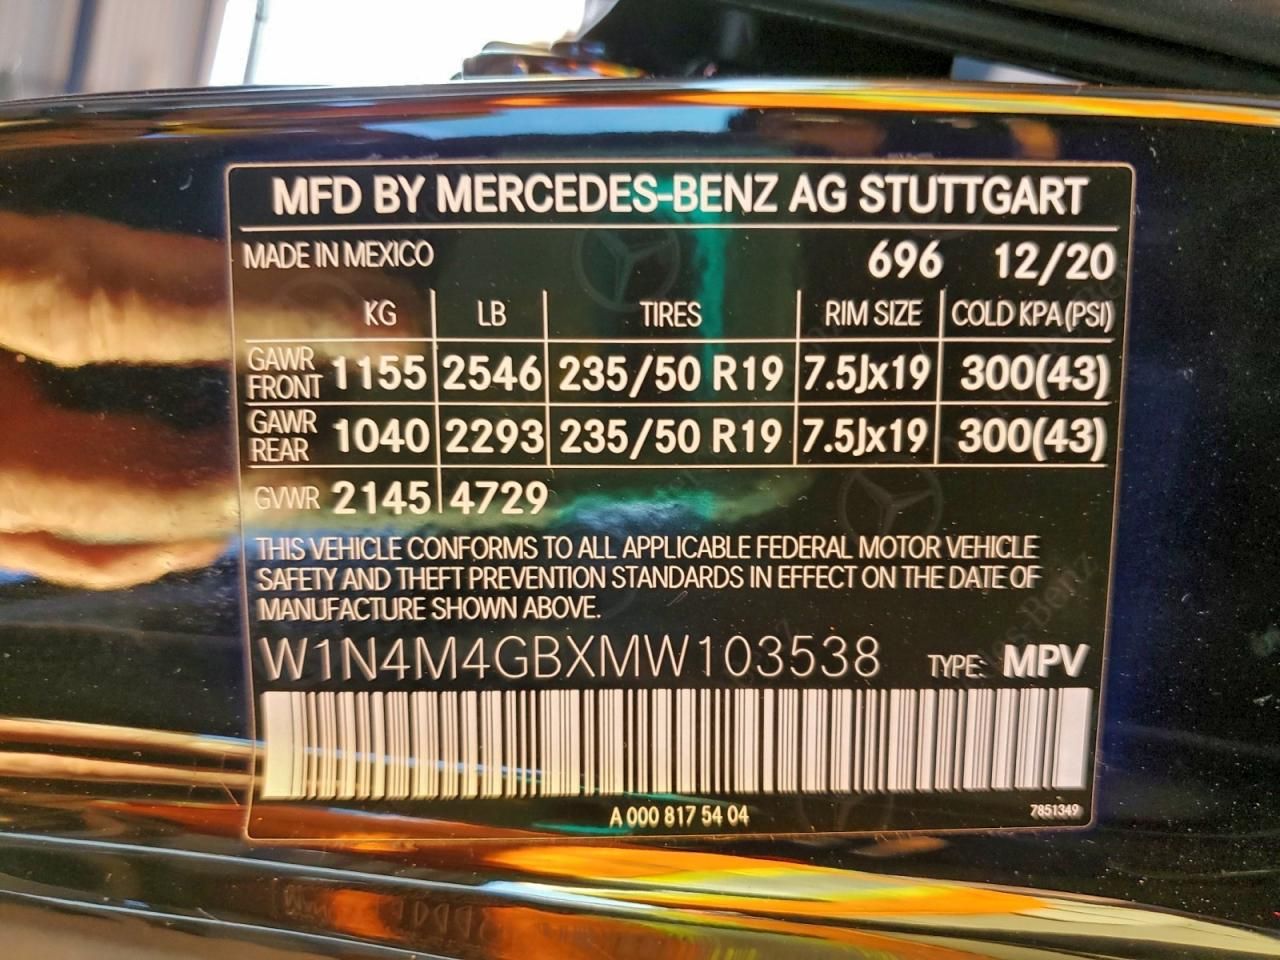 MFD BY MERCEDES-BENZ AG STUTTGART
MADE IN MEXICO 696 12/20
KG LB TIRES RIM SIZE COLD KPA(PSI)
GAWR FRONT 1155 2546 235/50 R19 7.5Jx19 300(43)
GAWR REAR 1040 2293 235/50 R19 7.5Jx19 300(43)
GVWR 2145 4729
THIS VEHICLE CONFORMS TO ALL APPLICABLE FEDERAL MOTOR VEHICLE
SAFETY AND THEFT PREVENTION STANDARDS IN EFFECT ON THE DATE OF
MANUFACTURE SHOWN ABOVE.
W1N4M4GBXMW103538 TYPE: MPV
A 000 817 54 04 7851349